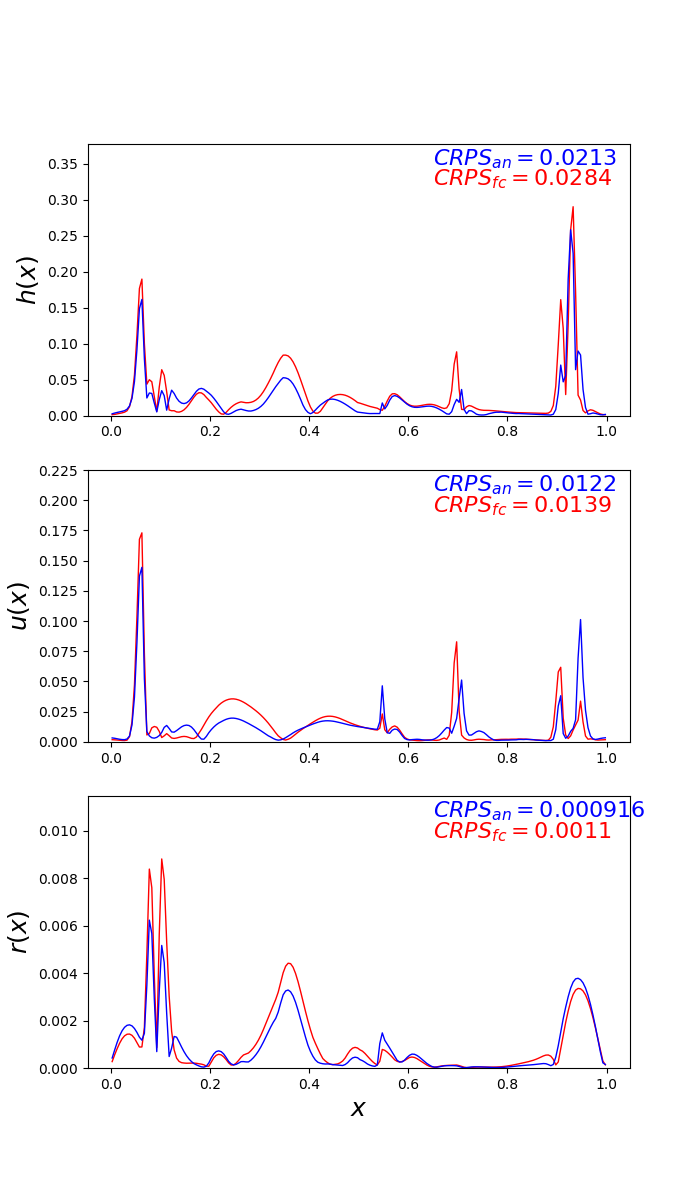 CRPS_an = 0.0213
CRPS_fc = 0.0284
h(x)
0.35
0.30
0.25
0.20
0.15
0.10
0.05
0.00
0.0 0.2 0.4 0.6 0.8 1.0
CRPS_an = 0.0122
CRPS_fc = 0.0139
u(x)
0.225
0.200
0.175
0.150
0.125
0.100
0.075
0.050
0.025
0.000
0.0 0.2 0.4 0.6 0.8 1.0
CRPS_an = 0.000916
CRPS_fc = 0.0011
r(x)
0.010
0.008
0.006
0.004
0.002
0.000
0.0 0.2 0.4 0.6 0.8 1.0
x